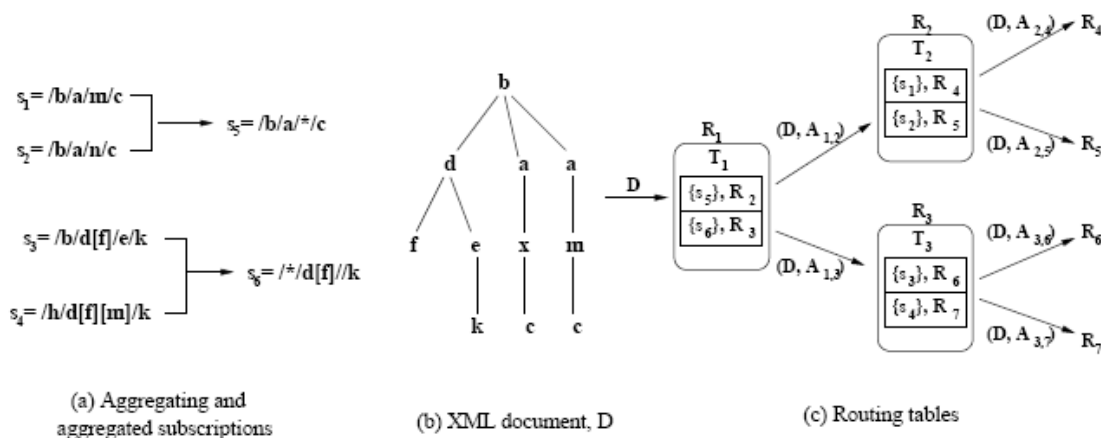 s1= /b/a/m/c
s2= /b/a/n/c
s5= /b/a/*/c
s3= /b/d[f]/e/k
s4= /h/d[f][m]/k
s6= /*/d[f]//k
(a) Aggregating and
aggregated subscriptions
b
d a a
f e x m
k c c
(b) XML document, D
D
R1
T1
{s5}, R2
{s6}, R3
(D, A1,2)
(D, A1,3)
R2
T2
{s1}, R4
{s2}, R5
(D, A2,4)
R4
(D, A2,5)
R5
R3
T3
{s3}, R6
{s4}, R7
(D, A3,6)
R6
(D, A3,7)
R7
(c) Routing tables